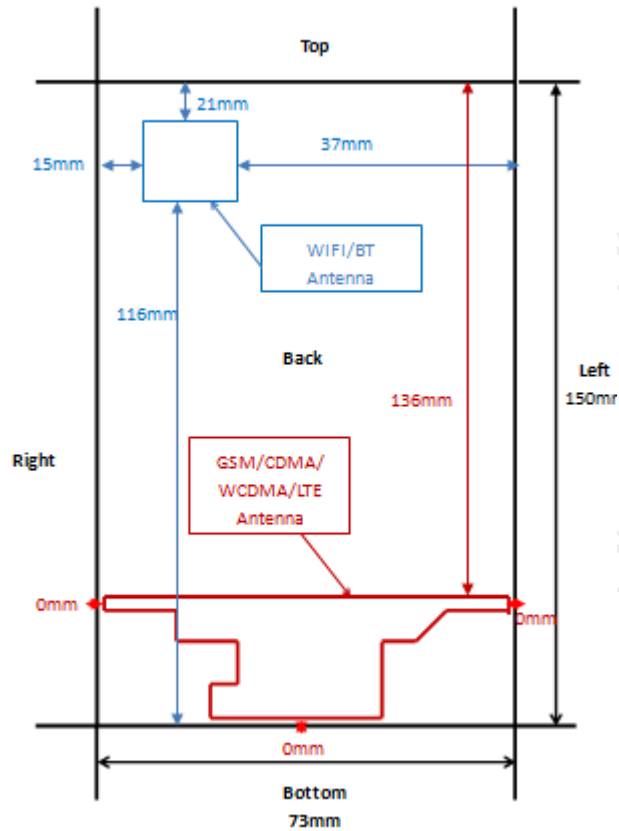 Top
21mm
37mm
15mm
WIFI/BT
Antenna
116mm
Back
Left
150mm
136mm
Right
GSM/CDMA/
WCDMA/LTE
Antenna
0mm
0mm
0mm
Bottom
73mm